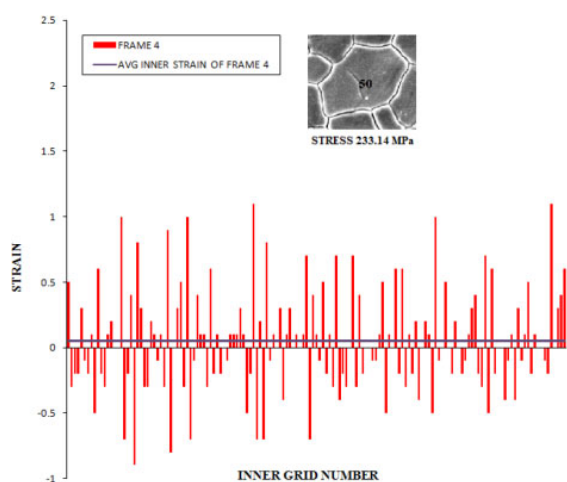 2.5
FRAME 4
AVG INNER STRAIN OF FRAME 4
2
50
STRESS 233.14 MPa
1.5
1
STRAIN
0.5
0
-0.5
-1
INNER GRID NUMBER